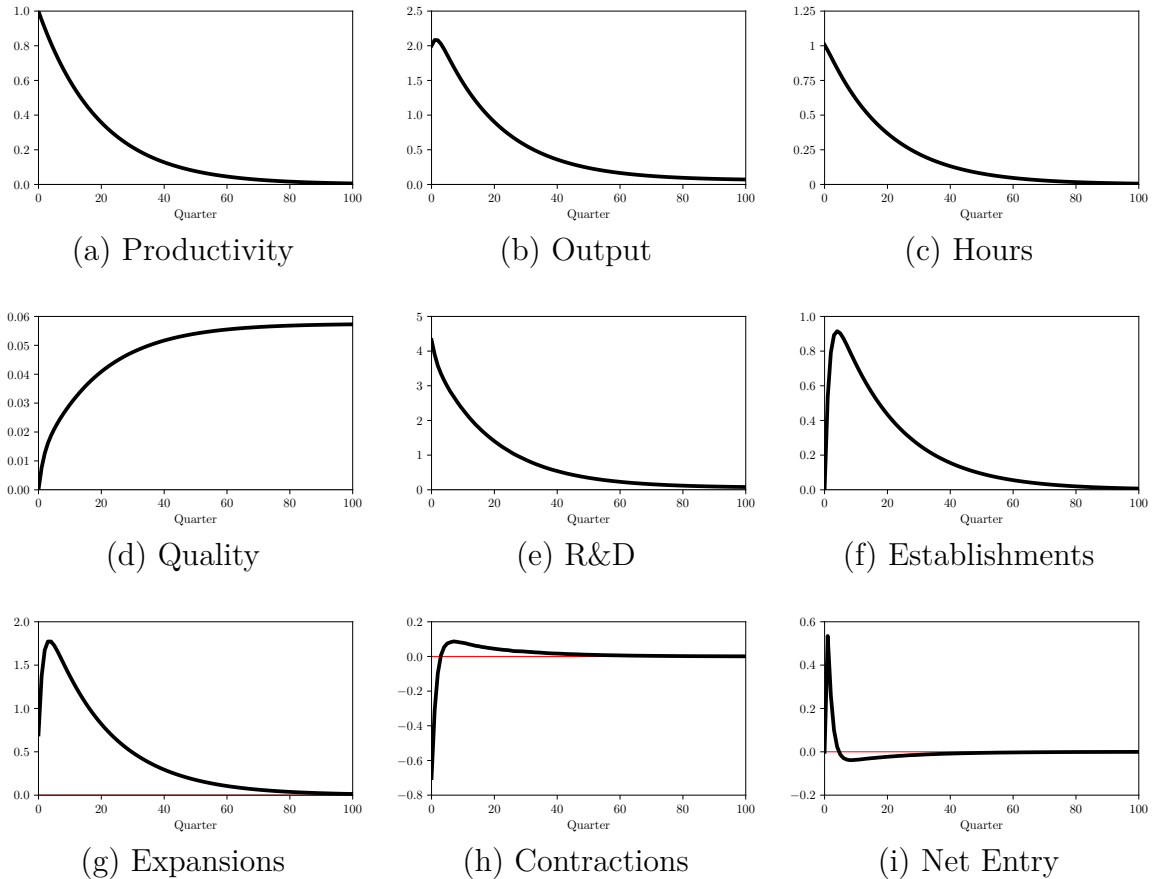 1.0
0.8
0.6
0.4
0.2
0.0
0 20 40 60 80 100
Quarter
(a) Productivity
2.5
2.0
1.5
1.0
0.5
0.0
0 20 40 60 80 100
Quarter
(b) Output
1.25
1
0.75
0.5
0.25
0
0 20 40 60 80 100
Quarter
(c) Hours
0.06
0.05
0.04
0.03
0.02
0.01
0.00
0 20 40 60 80 100
Quarter
(d) Quality
5
4
3
2
1
0
0 20 40 60 80 100
Quarter
(e) R&D
1.0
0.8
0.6
0.4
0.2
0.0
0 20 40 60 80 100
Quarter
(f) Establishments
2.0
1.5
1.0
0.5
0.0
0 20 40 60 80 100
Quarter
(g) Expansions
0.2
0.0
−0.2
−0.4
−0.6
−0.8
0 20 40 60 80 100
Quarter
(h) Contractions
0.6
0.4
0.2
0.0
−0.2
0 20 40 60 80 100
Quarter
(i) Net Entry